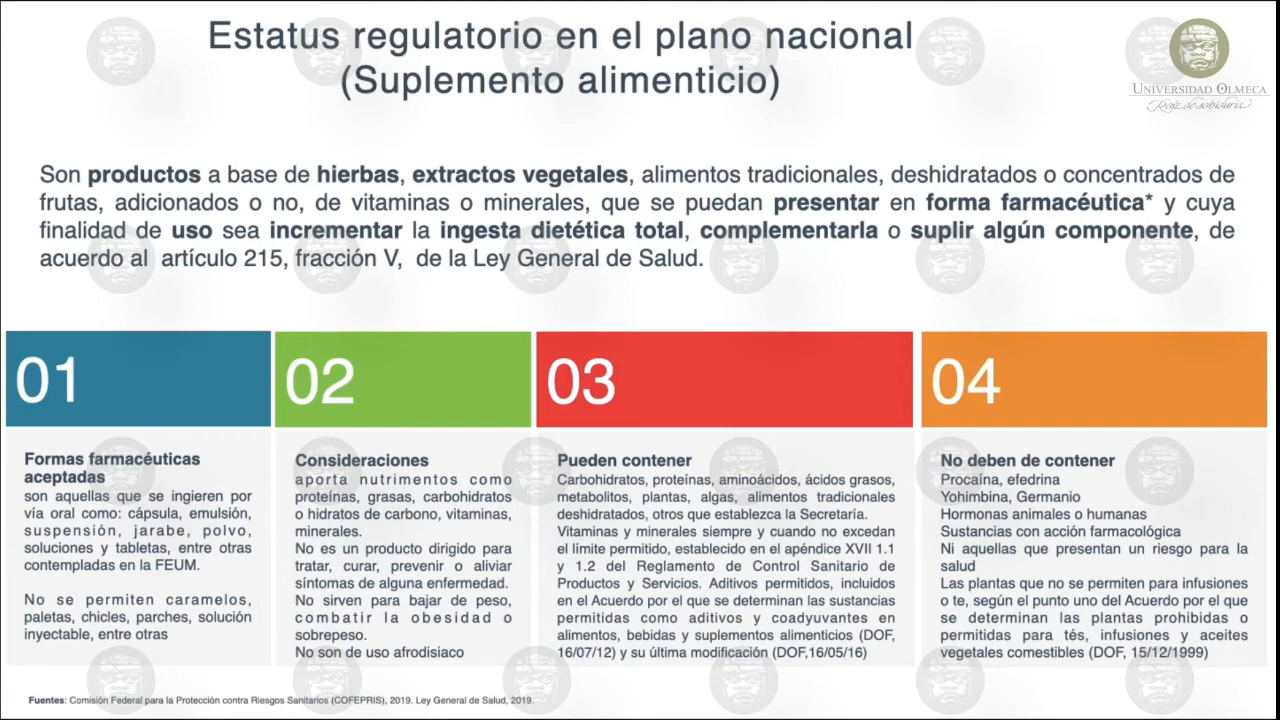 Estatus regulatorio en el plano nacional
(Suplemento alimenticio)
UNIVERSIDAD OLMECA
Raíz de sabiduría
Son productos a base de hierbas, extractos vegetales, alimentos tradicionales, deshidratados o concentrados de
frutas, adicionados o no, de vitaminas o minerales, que se puedan presentar en forma farmacéutica* y cuya
finalidad de uso sea incrementar la ingesta dietética total, complementarla o suplir algún componente, de
acuerdo al artículo 215, fracción V, de la Ley General de Salud.
01
Formas farmacéuticas
aceptadas
son aquellas que se ingieren por
vía oral como: cápsula, emulsión,
suspensión, jarabe, polvo,
soluciones y tabletas, entre otras
contempladas en la FEUM.
No se permiten caramelos,
paletas, chicles, parches, solución
inyectable, entre otras
02
Consideraciones
aporta nutrimentos como
proteínas, grasas, carbohidratos
o hidratos de carbono, vitaminas,
minerales.
No es un producto dirigido para
tratar, curar, prevenir o aliviar
síntomas de alguna enfermedad.
No sirven para bajar de peso,
combatir la obesidad o
sobrepeso.
No son de uso afrodisiaco
03
Pueden contener
Carbohidratos, proteínas, aminoácidos, ácidos grasos,
metabolitos, plantas, algas, alimentos tradicionales
deshidratados, otros que establezca la Secretaría.
Vitaminas y minerales siempre y cuando no excedan
el límite permitido, establecido en el apéndice XVII 1.1
y 1.2 del Reglamento de Control Sanitario de
Productos y Servicios. Aditivos permitidos, incluidos
en el Acuerdo por el que se determinan las sustancias
permitidas como aditivos y coadyuvantes en
alimentos, bebidas y suplementos alimenticios (DOF,
16/07/12) y su última modificación (DOF,16/05/16)
04
No deben de contener
Procaína, efedrina
Yohimbina, Germanio
Hormonas animales o humanas
Sustancias con acción farmacológica
Ni aquellas que presentan un riesgo para la
salud
Las plantas que no se permiten para infusiones
o te, según el punto uno del Acuerdo por el que
se determinan las plantas prohibidas o
permitidas para tés, infusiones y aceites
vegetales comestibles (DOF, 15/12/1999)
Fuentes: Comisión Federal para la Protección contra Riesgos Sanitarios (COFEPRIS), 2019. Ley General de Salud, 2019.